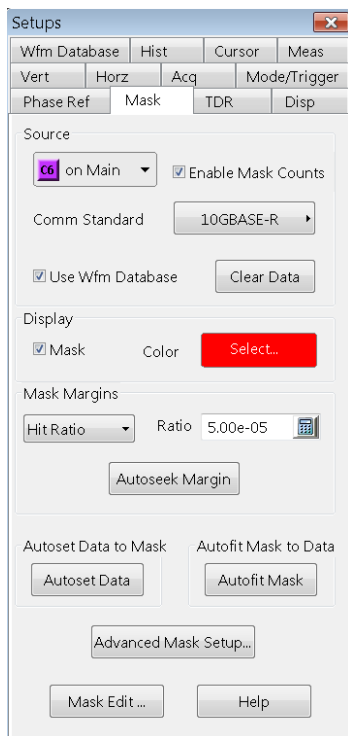 Setups
Wfm Database Hist Cursor Meas
Vert Horz Acq Mode/Trigger
Phase Ref Mask TDR Disp
Source
C6 on Main Enable Mask Counts
Comm Standard 10GBASE-R
Use Wfm Database Clear Data
Display
Mask Color Select...
Mask Margins
Hit Ratio Ratio 5.00e-05
Autoseek Margin
Autoset Data to Mask Autofit Mask to Data
Autoset Data Autofit Mask
Advanced Mask Setup...
Mask Edit ... Help